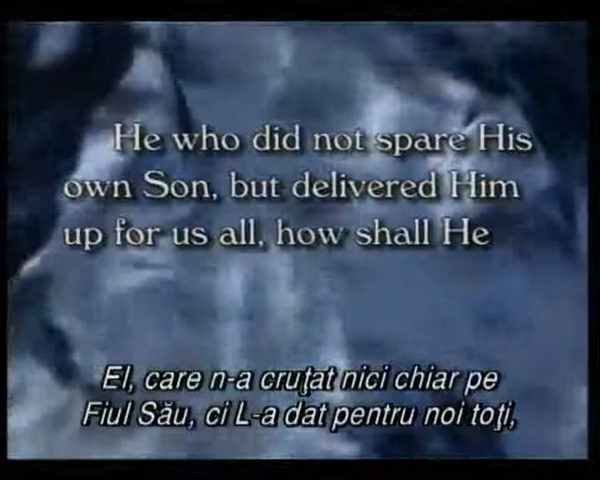 He who did not spare His
own Son, but delivered Him
up for us all, how shall He
El, care n-a cruţat nici chiar pe
Fiul Său, ci L-a dat pentru noi toţi,